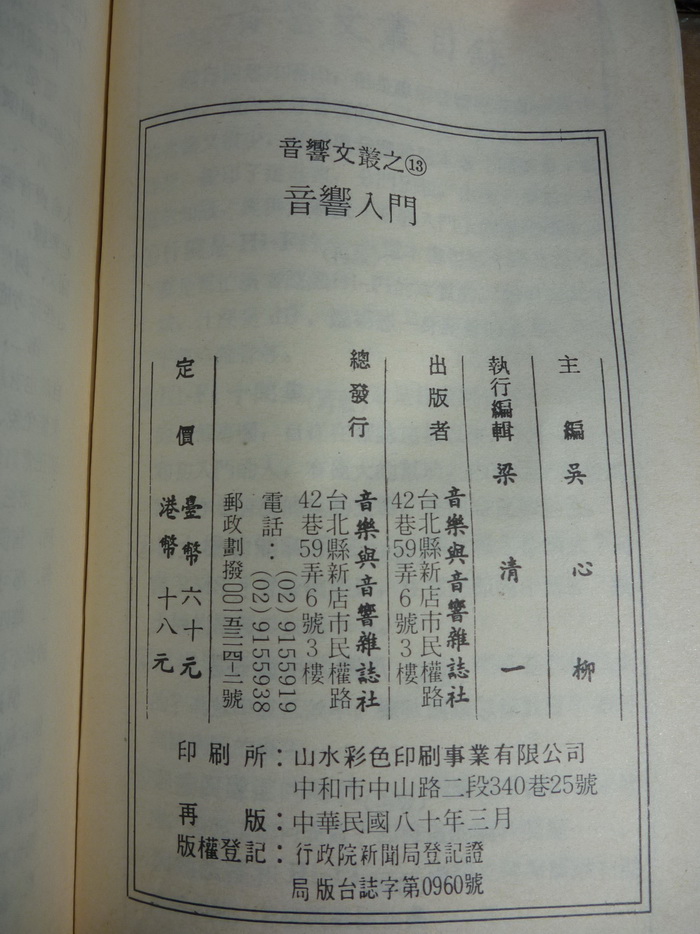 音響文叢之⑬
音響入門
主編 吳心柳
執行編輯 梁清一
出版者 音樂與音響雜誌社
台北縣新店市民權路
42巷59弄6號3樓
總發行 音樂與音響雜誌社
台北縣新店市民權路
42巷59弄6號3樓
電話：(02)9155919
(02)9155938
郵政劃撥00一五三二四–二號
定價 臺幣六十元
港幣十八元
印刷所：山水彩色印刷事業有限公司
中和市中山路二段340巷25號
再版：中華民國八十年三月
版權登記：行政院新聞局登記證
局版台誌字第0960號